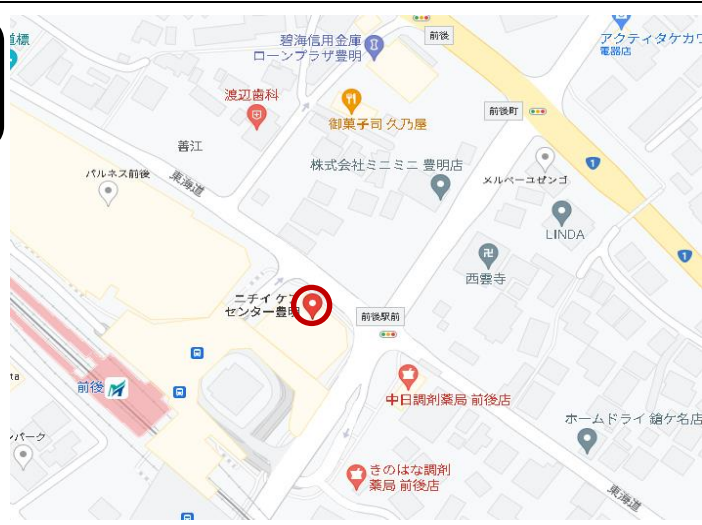 道標
碧海信用金庫
ローンプラザ豊明
前後
アクティタケカワ
電器店
渡辺歯科
御菓子司 久乃屋
前後町
善江
株式会社ミニミニ 豊明店
パルネス前後
東海道
メルベーユゼンゴ
1
LINDA
西雲寺
1
ニチイ ケア
センター豊明
前後駅前
前後
中日調剤薬局 前後店
ホームドライ 鎗ケ名店
きのはな調剤
薬局 前後店
東海道